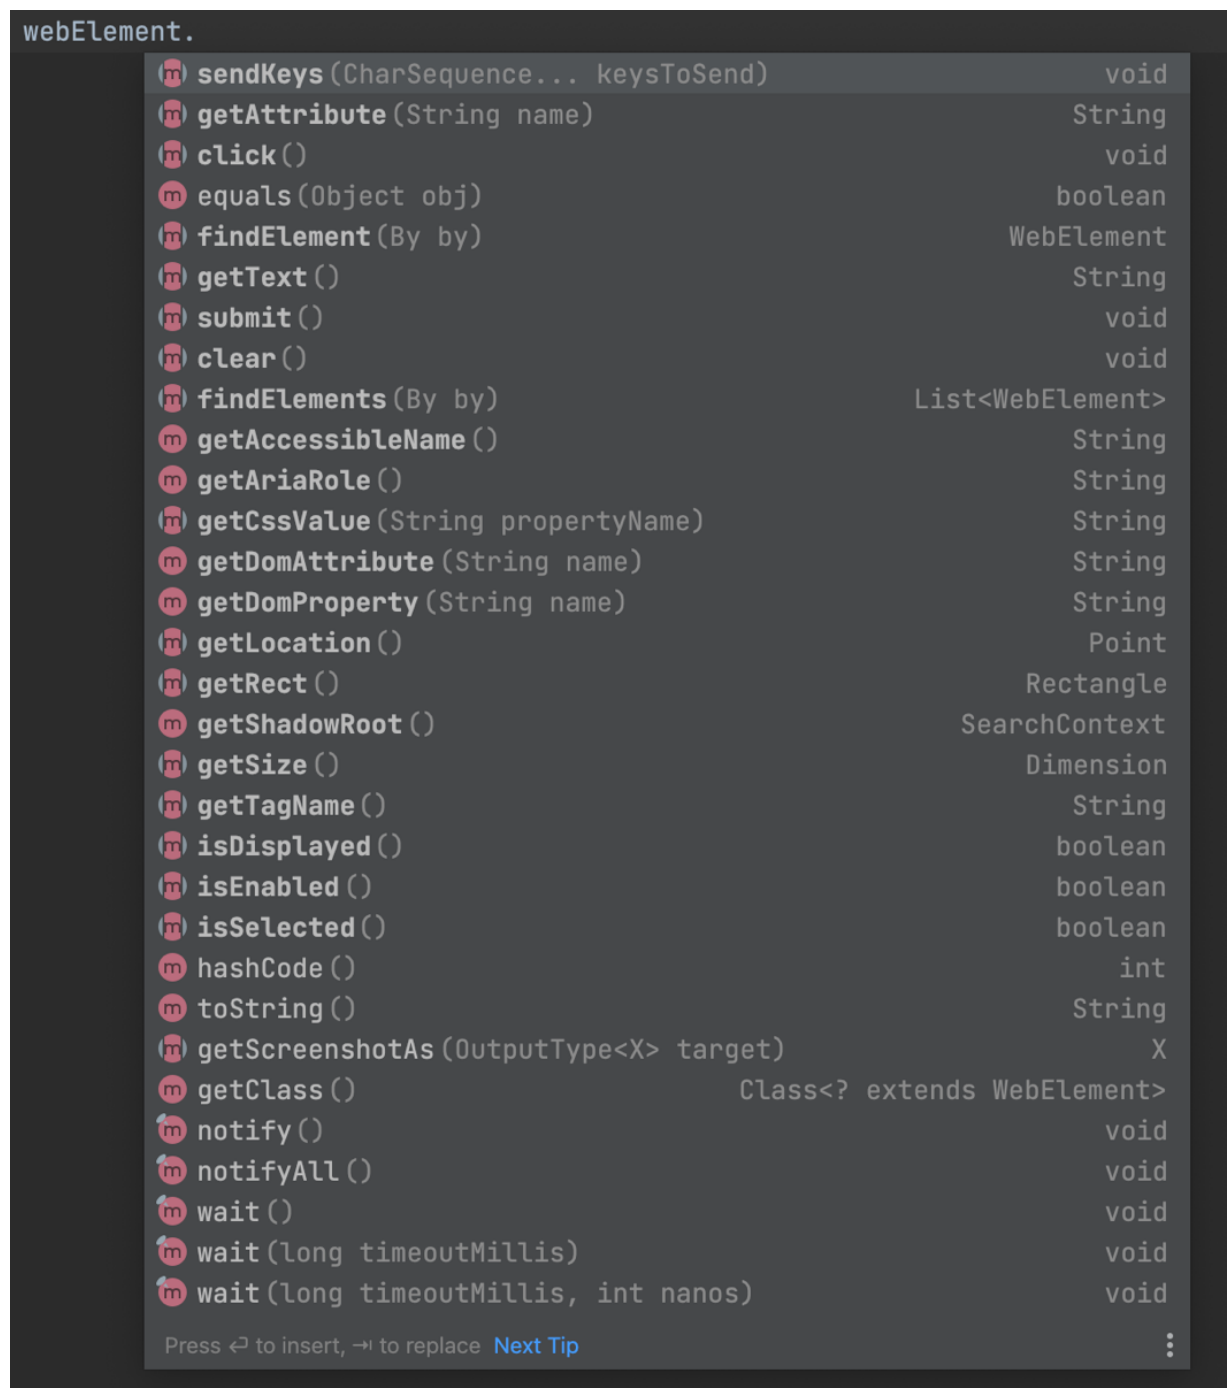 webElement.
sendKeys(CharSequence... keysToSend) void
getAttribute(String name) String
click() void
equals(Object obj) boolean
findElement(By by) WebElement
getText() String
submit() void
clear() void
findElements(By by) List<WebElement>
getAccessibleName() String
getAriaRole() String
getCssValue(String propertyName) String
getDomAttribute(String name) String
getDomProperty(String name) String
getLocation() Point
getRect() Rectangle
getShadowRoot() SearchContext
getSize() Dimension
getTagName() String
isDisplayed() boolean
isEnabled() boolean
isSelected() boolean
hashCode() int
toString() String
getScreenshotAs(OutputType<X> target) X
getClass() Class<? extends WebElement>
notify() void
notifyAll() void
wait() void
wait(long timeoutMillis) void
wait(long timeoutMillis, int nanos) void
Press ↩ to insert, ⇥ to replace Next Tip